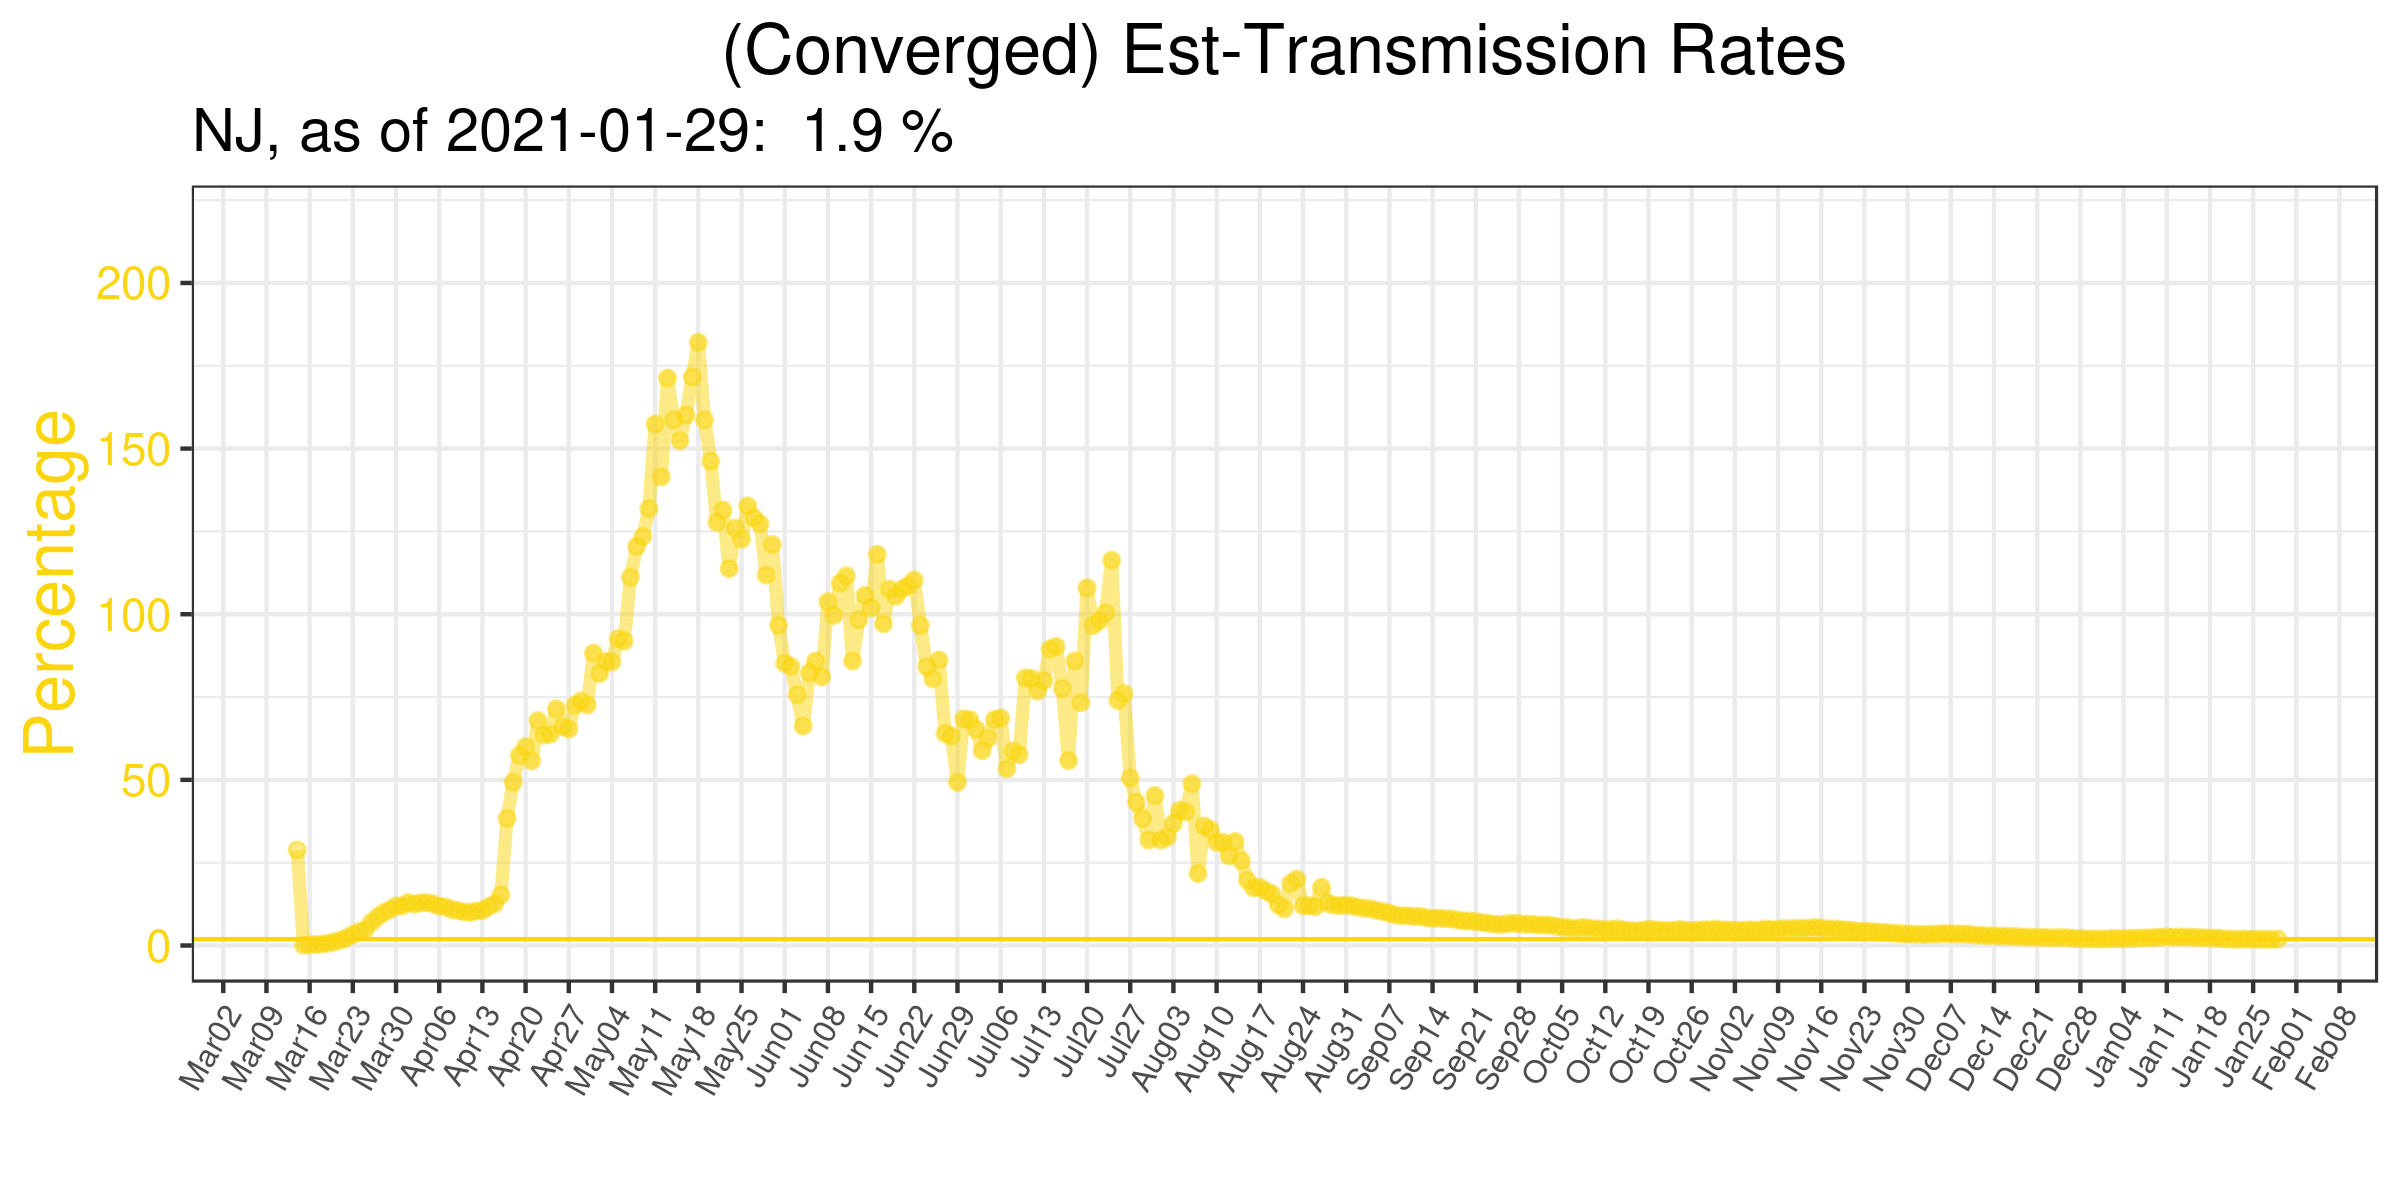 (Converged) Est-Transmission Rates
NJ, as of 2021-01-29:  1.9 %
Percentage
200
150
100
50
0
Mar02
Mar09
Mar16
Mar23
Mar30
Apr06
Apr13
Apr20
Apr27
May04
May11
May18
May25
Jun01
Jun08
Jun15
Jun22
Jun29
Jul06
Jul13
Jul20
Jul27
Aug03
Aug10
Aug17
Aug24
Aug31
Sep07
Sep14
Sep21
Sep28
Oct05
Oct12
Oct19
Oct26
Nov02
Nov09
Nov16
Nov23
Nov30
Dec07
Dec14
Dec21
Dec28
Jan04
Jan11
Jan18
Jan25
Feb01
Feb08